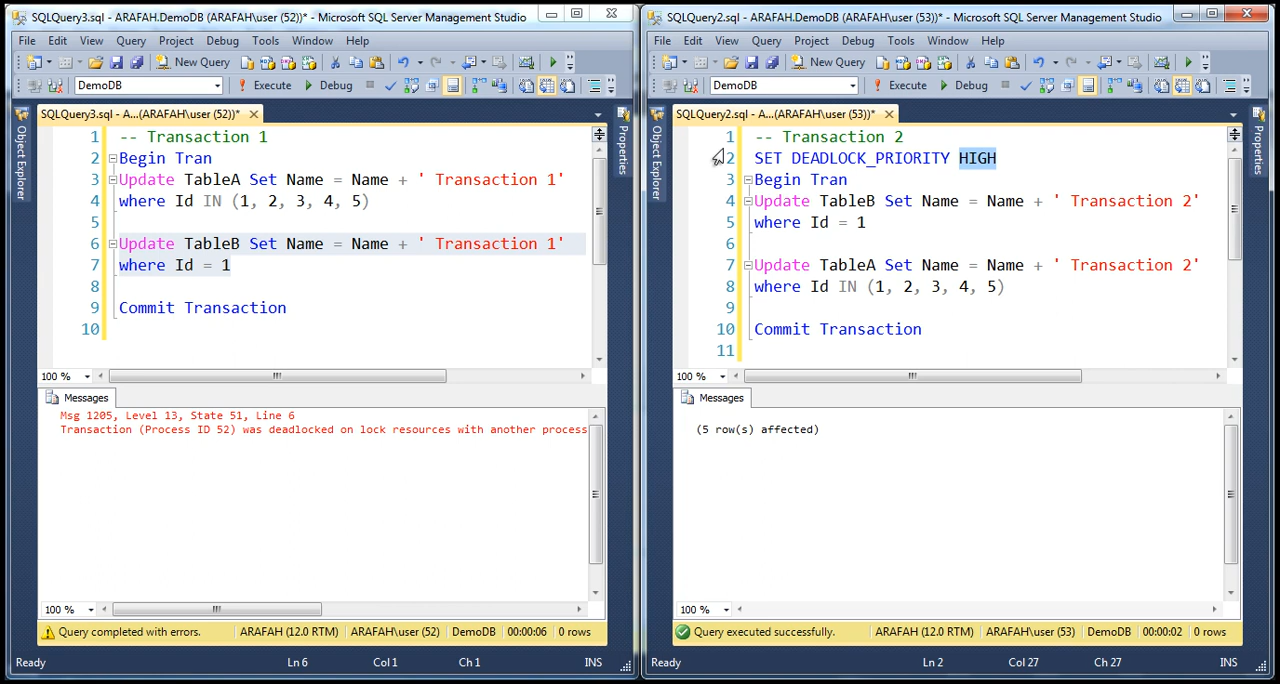 SQLQuery3.sql - ARAFAH.DemoDB (ARAFAH\user (52))* - Microsoft SQL Server Management Studio
File Edit View Query Project Debug Tools Window Help
New Query
DemoDB
Execute Debug
SQLQuery3.sql - A...(ARAFAH\user (52))*
Object Explorer
Properties
1 -- Transaction 1
2 Begin Tran
3 Update TableA Set Name = Name + ' Transaction 1'
4 where Id IN (1, 2, 3, 4, 5)
5
6 Update TableB Set Name = Name + ' Transaction 1'
7 where Id = 1
8
9 Commit Transaction
10
100 %
Messages
Msg 1205, Level 13, State 51, Line 6
Transaction (Process ID 52) was deadlocked on lock resources with another process
100 %
Query completed with errors. ARAFAH (12.0 RTM) ARAFAH\user (52) DemoDB 00:00:06 0 rows
Ready Ln 6 Col 1 Ch 1 INS
SQLQuery2.sql - ARAFAH.DemoDB (ARAFAH\user (53))* - Microsoft SQL Server Management Studio
File Edit View Query Project Debug Tools Window Help
New Query
DemoDB
Execute Debug
SQLQuery2.sql - A...(ARAFAH\user (53))*
Object Explorer
Properties
1 -- Transaction 2
2 SET DEADLOCK_PRIORITY HIGH
3 Begin Tran
4 Update TableB Set Name = Name + ' Transaction 2'
5 where Id = 1
6
7 Update TableA Set Name = Name + ' Transaction 2'
8 where Id IN (1, 2, 3, 4, 5)
9
10 Commit Transaction
11
100 %
Messages
(5 row(s) affected)
100 %
Query executed successfully. ARAFAH (12.0 RTM) ARAFAH\user (53) DemoDB 00:00:02 0 rows
Ready Ln 2 Col 27 Ch 27 INS